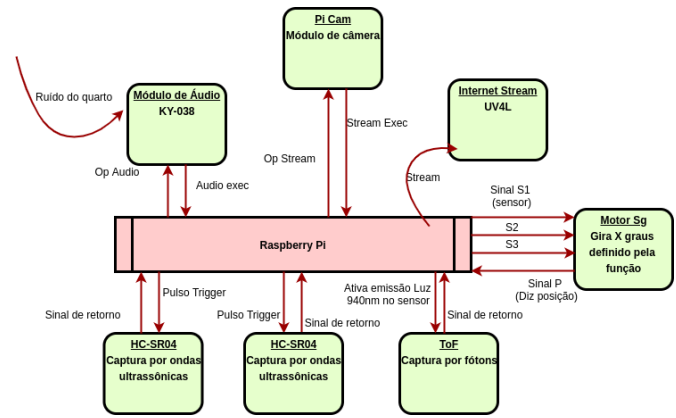 Pi Cam
Módulo de câmera
Ruído do quarto
Módulo de Áudio
KY-038
Internet Stream
UV4L
Stream Exec
Op Stream
Op Audio
Audio exec
Stream
Sinal S1
(sensor)
S2
S3
Motor Sg
Gira X graus
definido pela
função
Raspberry Pi
Sinal P
(Diz posição)
Pulso Trigger
Sinal de retorno
Pulso Trigger
Sinal de retorno
Ativa emissão Luz
940nm no sensor
Sinal de retorno
HC-SR04
Captura por ondas
ultrassônicas
HC-SR04
Captura por ondas
ultrassônicas
ToF
Captura por fótons